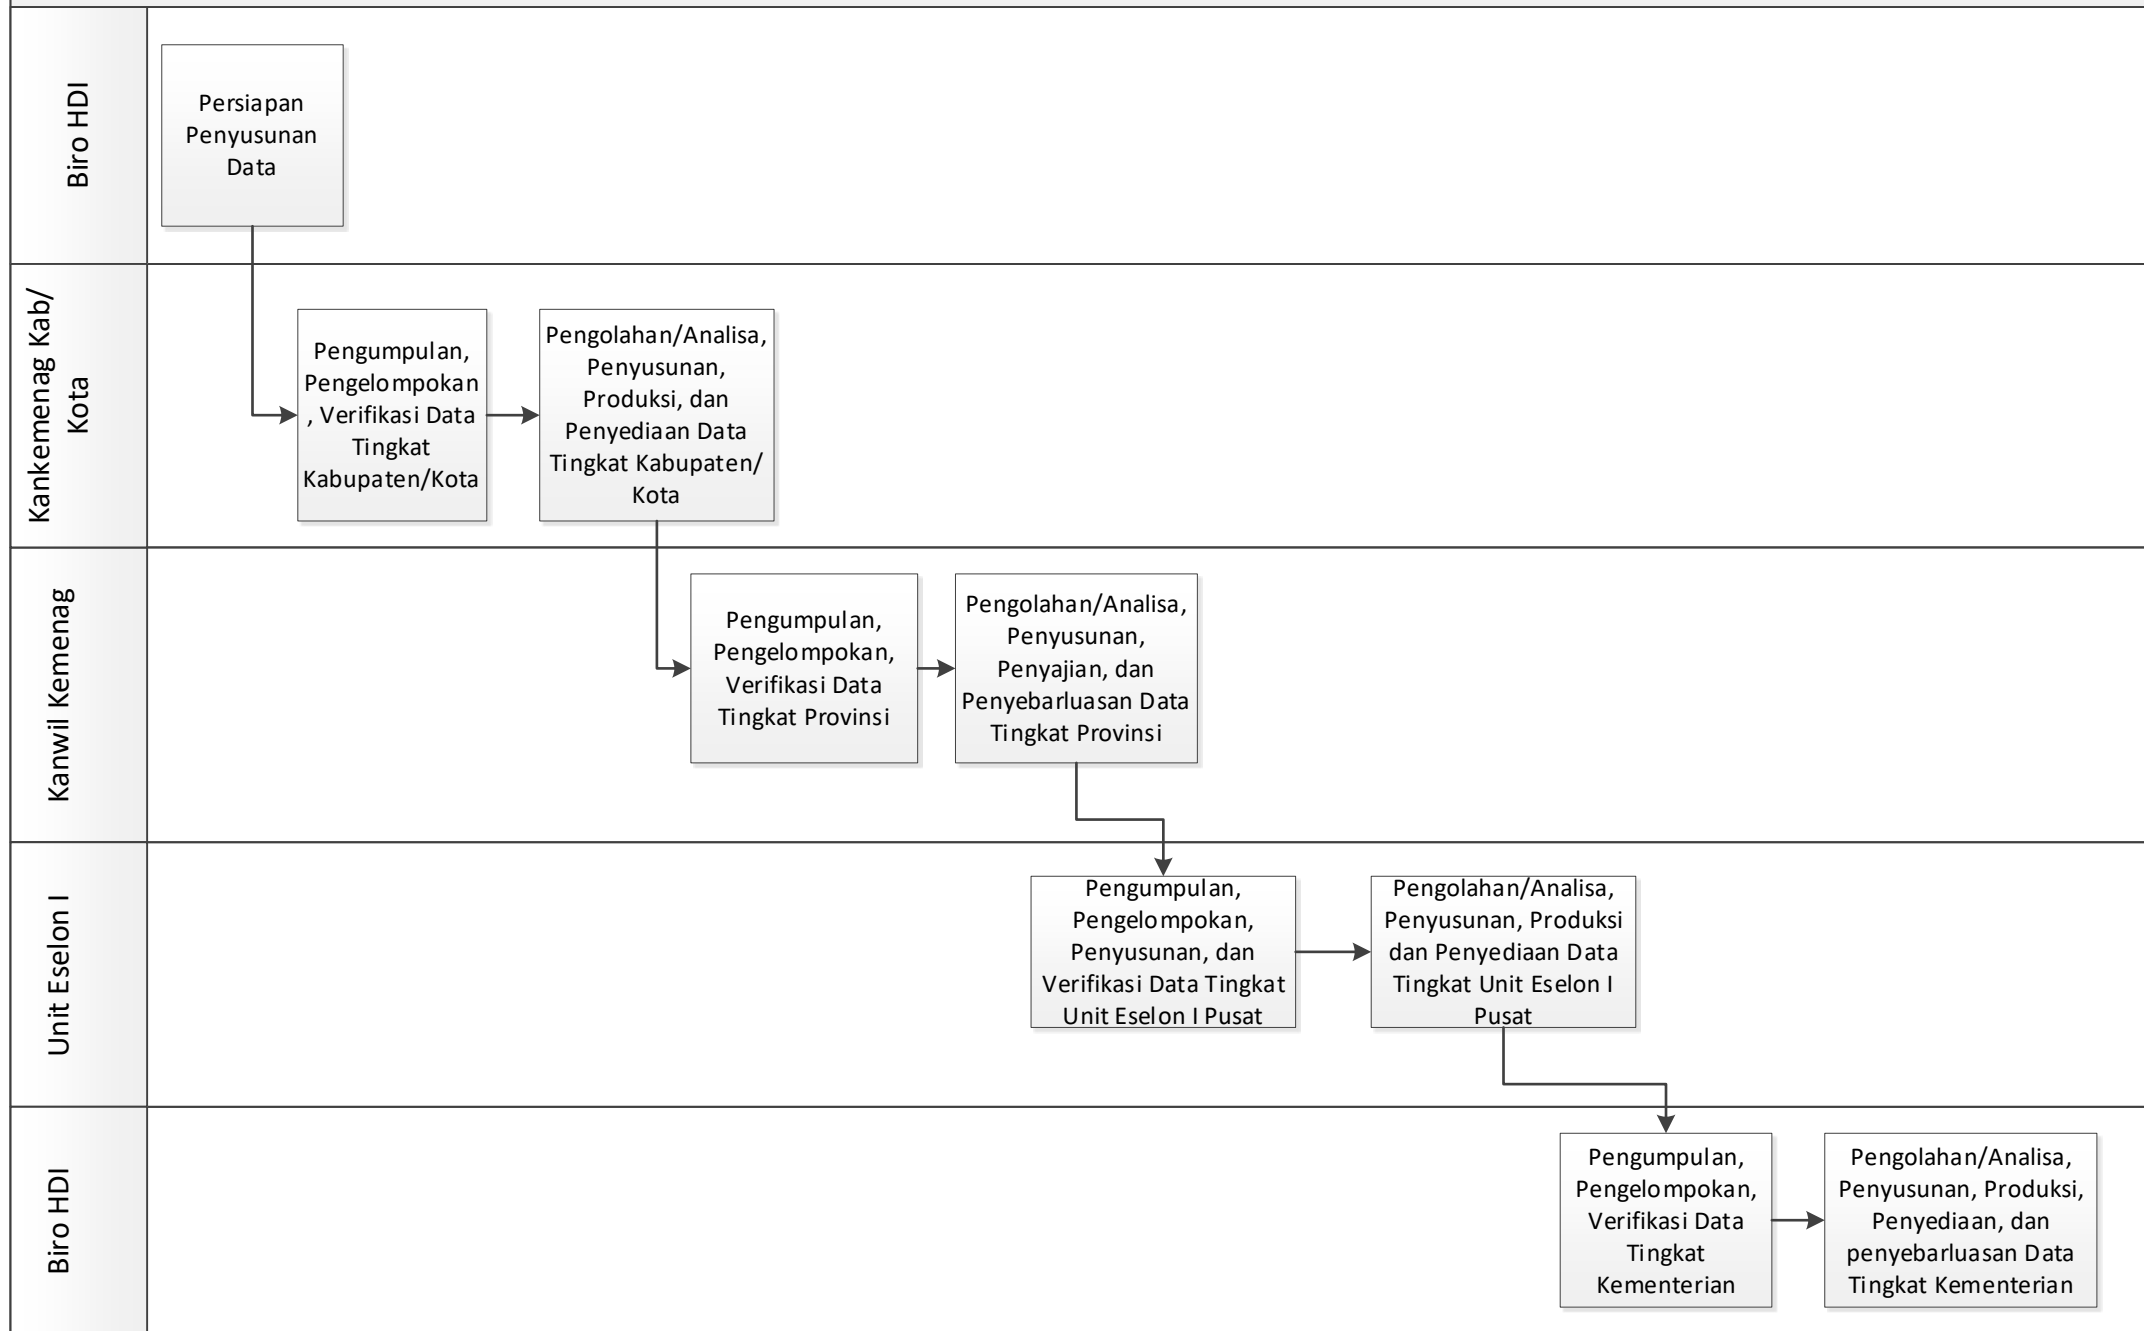 Biro HDI
Persiapan
Penyusunan
Data
Kankemenag Kab/
Kota
Pengumpulan,
Pengelompokan
, Verifikasi Data
Tingkat
Kabupaten/Kota
Pengolahan/Analisa,
Penyusunan,
Produksi, dan
Penyediaan Data
Tingkat Kabupaten/
Kota
Kanwil Kemenag
Pengumpulan,
Pengelompokan,
Verifikasi Data
Tingkat Provinsi
Pengolahan/Analisa,
Penyusunan,
Penyajian, dan
Penyebarluasan Data
Tingkat Provinsi
Unit Eselon I
Pengumpulan,
Pengelompokan,
Penyusunan, dan
Verifikasi Data Tingkat
Unit Eselon I Pusat
Pengolahan/Analisa,
Penyusunan, Produksi
dan Penyediaan Data
Tingkat Unit Eselon I
Pusat
Biro HDI
Pengumpulan,
Pengelompokan,
Verifikasi Data
Tingkat
Kementerian
Pengolahan/Analisa,
Penyusunan, Produksi,
Penyediaan, dan
penyebarluasan Data
Tingkat Kementerian